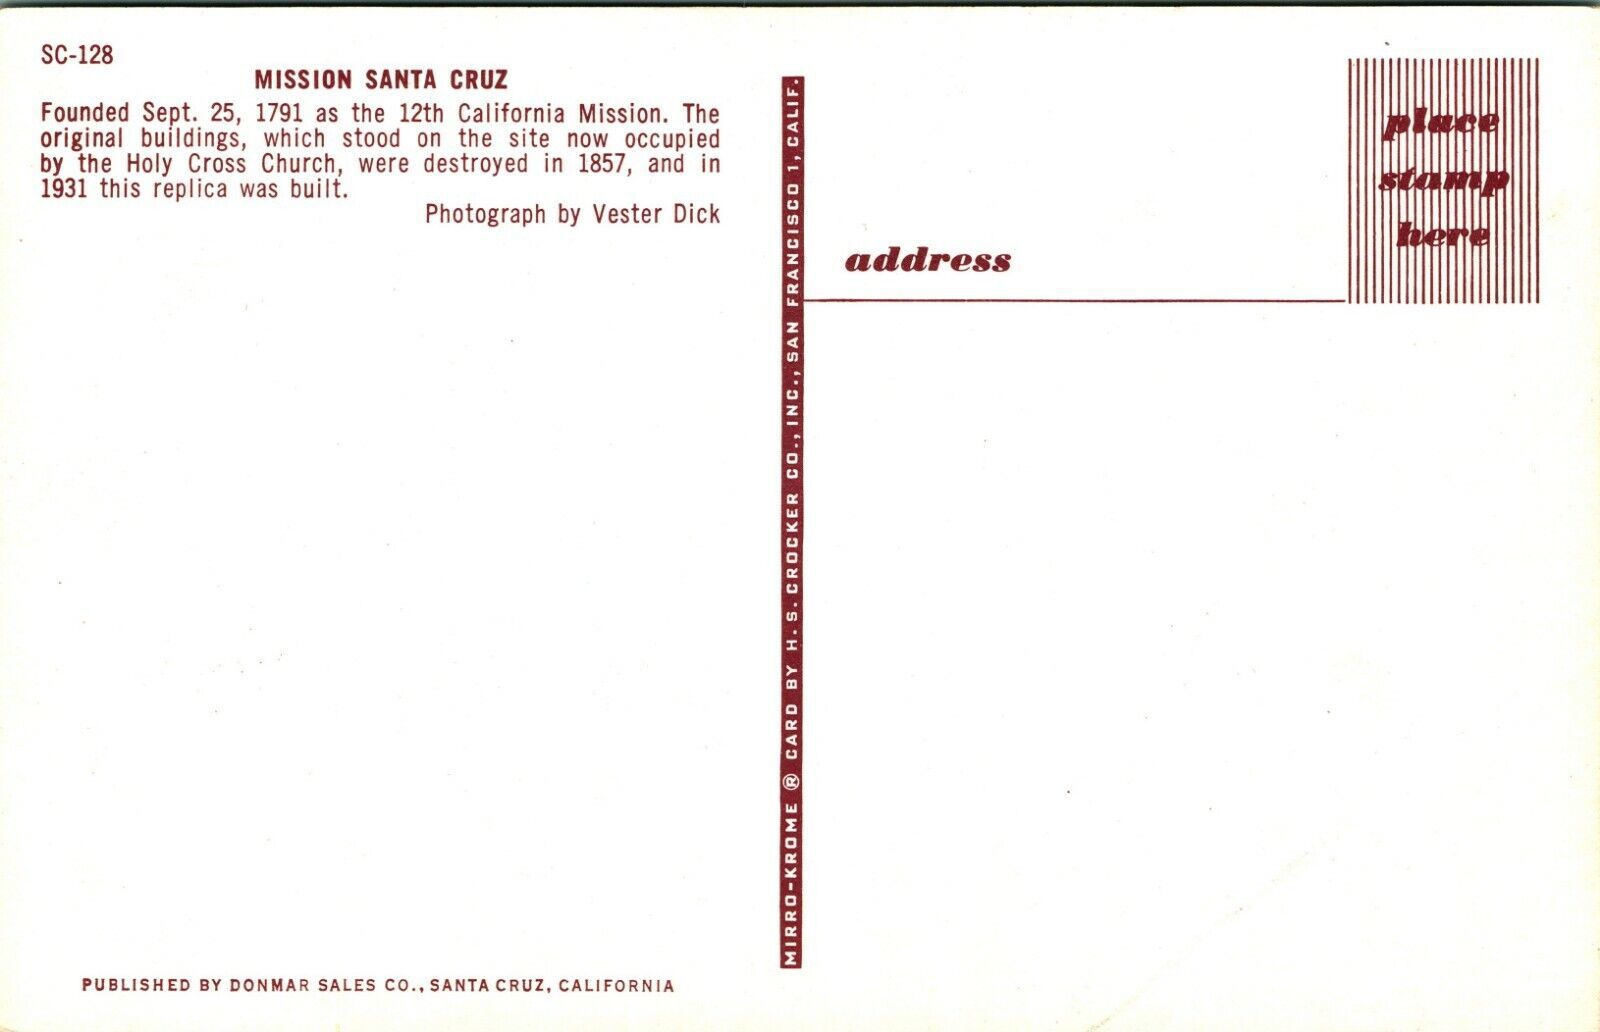 SC-128
MISSION SANTA CRUZ
Founded Sept. 25, 1791 as the 12th California Mission. The
original buildings, which stood on the site now occupied
by the Holy Cross Church, were destroyed in 1857, and in
1931 this replica was built.
Photograph by Vester Dick
PUBLISHED BY DONMAR SALES CO., SANTA CRUZ, CALIFORNIA
MIRRO-KROME ® CARD BY H. S. CROCKER CO., INC., SAN FRANCISCO 1, CALIF.
address
place
stamp
here